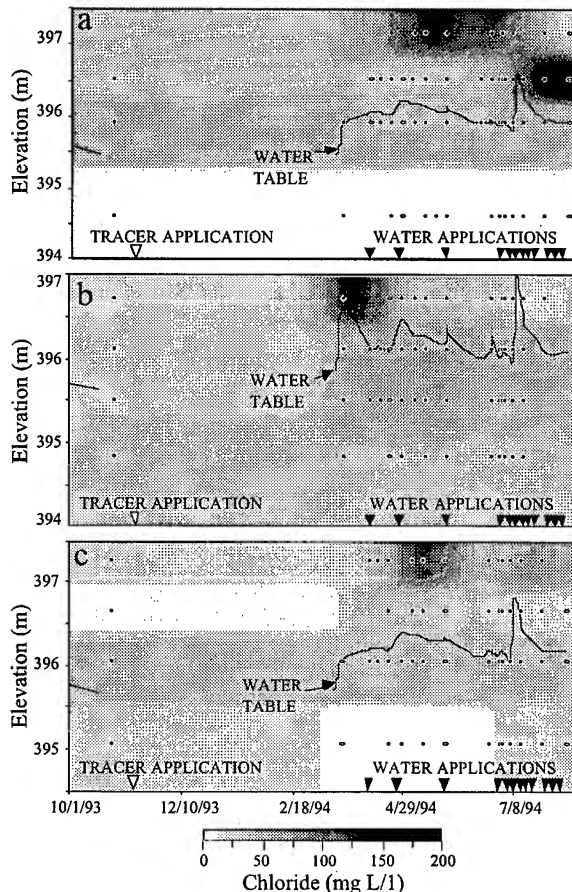 a
397
396
395
394
Elevation (m)
WATER
TABLE
TRACER APPLICATION
WATER APPLICATIONS
b
397
396
395
394
Elevation (m)
WATER
TABLE
TRACER APPLICATION
WATER APPLICATIONS
c
397
396
395
Elevation (m)
WATER
TABLE
TRACER APPLICATION
WATER APPLICATIONS
10/1/93 12/10/93 2/18/94 4/29/94 7/8/94
0 50 100 150 200
Chloride (mg L/1)